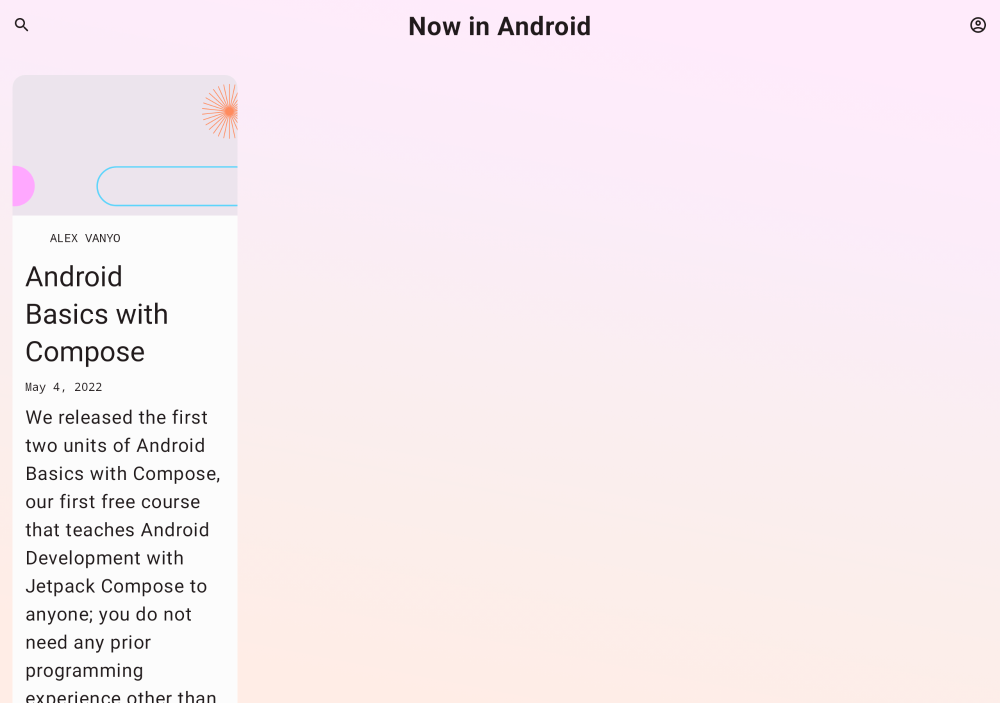 Now in Android
ALEX VANYO
Android
Basics with
Compose
May 4, 2022
We released the first
two units of Android
Basics with Compose,
our first free course
that teaches Android
Development with
Jetpack Compose to
anyone; you do not
need any prior
programming
experience other than